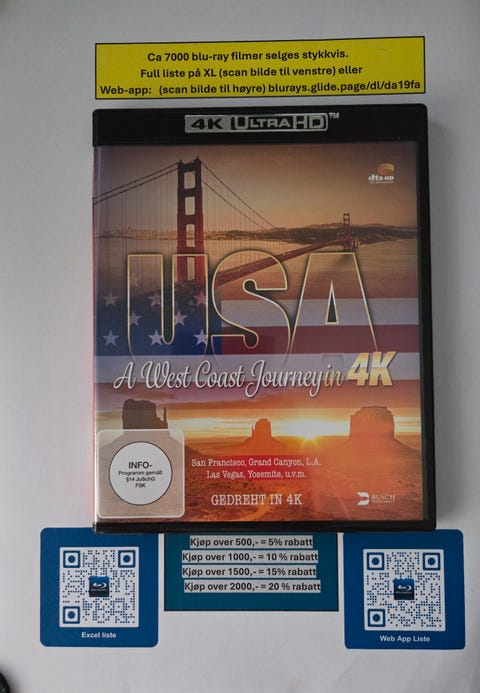 Ca 7000 blu-ray filmer selges stykkvis.
Full liste på XL (scan bilde til venstre) eller
Web-app: (scan bilde til høyre) blurays.glide.page/dl/da19fa
4K ULTRA HD™
dts-HD
USA
A West Coast Journey in 4K
INFO-
Programm gemäß
§14 JuSchG
FSK
San Francisco, Grand Canyon, L.A.
Las Vegas, Yosemite, u.v.m.
GEDREHT IN 4K
BUSCH
Kjøp over 500,- = 5% rabatt
Kjøp over 1000,- = 10 % rabatt
Kjøp over 1500,- = 15% rabatt
Kjøp over 2000,- = 20 % rabatt
Excel liste
Web App Liste